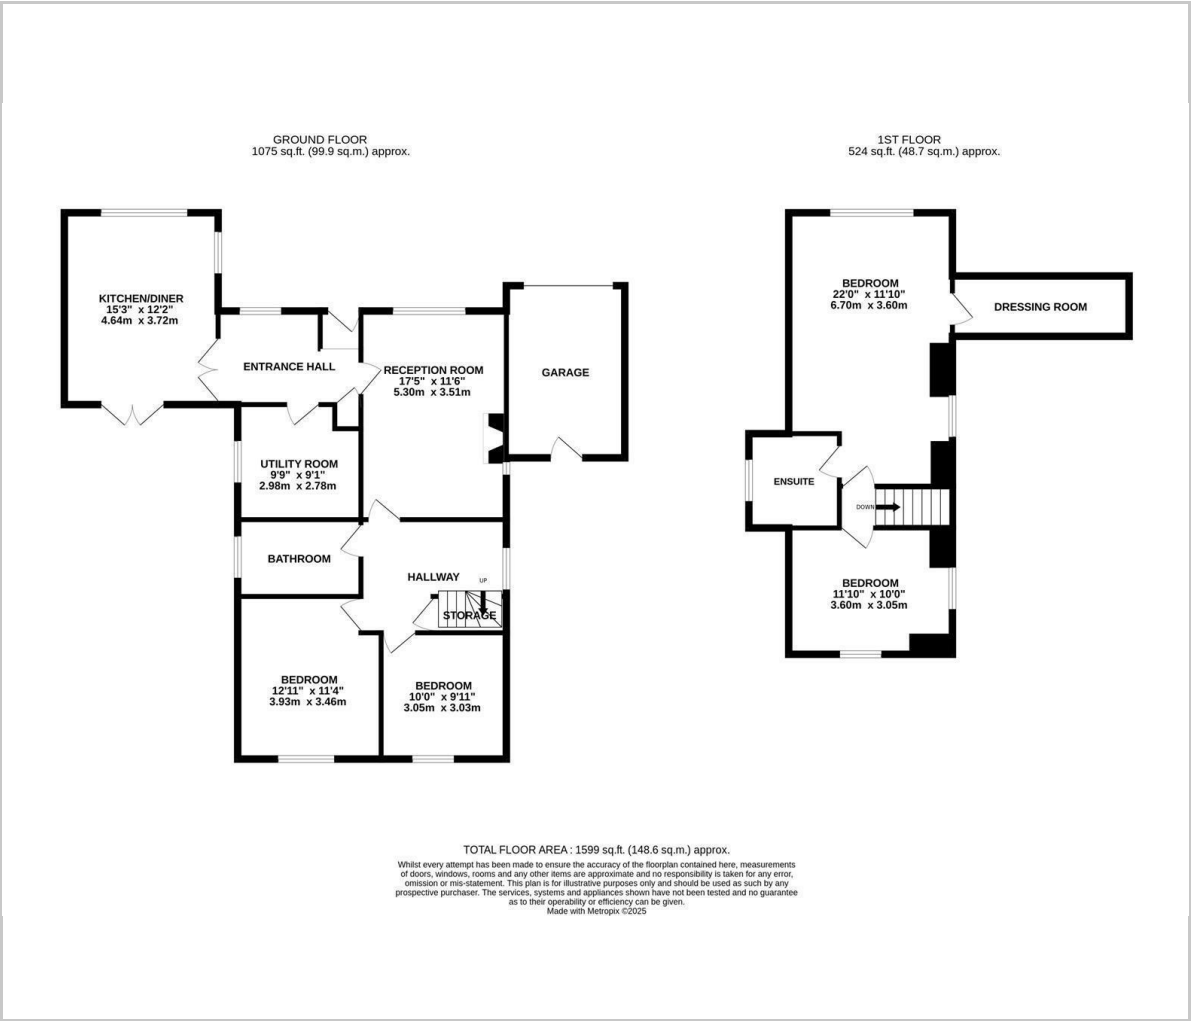 GROUND FLOOR
1075 sq.ft. (99.9 sq.m.) approx.
1ST FLOOR
524 sq.ft. (48.7 sq.m.) approx.
KITCHEN/DINER
15'3" x 12'2"
4.64m x 3.72m
ENTRANCE HALL
RECEPTION ROOM
17'5" x 11'6"
5.30m x 3.51m
GARAGE
UTILITY ROOM
9'9" x 9'1"
2.98m x 2.78m
BATHROOM
HALLWAY
UP
STORAGE
BEDROOM
12'11" x 11'4"
3.93m x 3.46m
BEDROOM
10'0" x 9'11"
3.05m x 3.03m
BEDROOM
22'0" x 11'10"
6.70m x 3.60m
DRESSING ROOM
ENSUITE
DOWN
BEDROOM
11'10" x 10'0"
3.60m x 3.05m
TOTAL FLOOR AREA : 1599 sq.ft. (148.6 sq.m.) approx.
Whilst every attempt has been made to ensure the accuracy of the floorplan contained here, measurements
of doors, windows, rooms and any other items are approximate and no responsibility is taken for any error,
omission or mis-statement. This plan is for illustrative purposes only and should be used as such by any
prospective purchaser. The services, systems and appliances shown have not been tested and no guarantee
as to their operability or efficiency can be given.
Made with Metropix ©2025